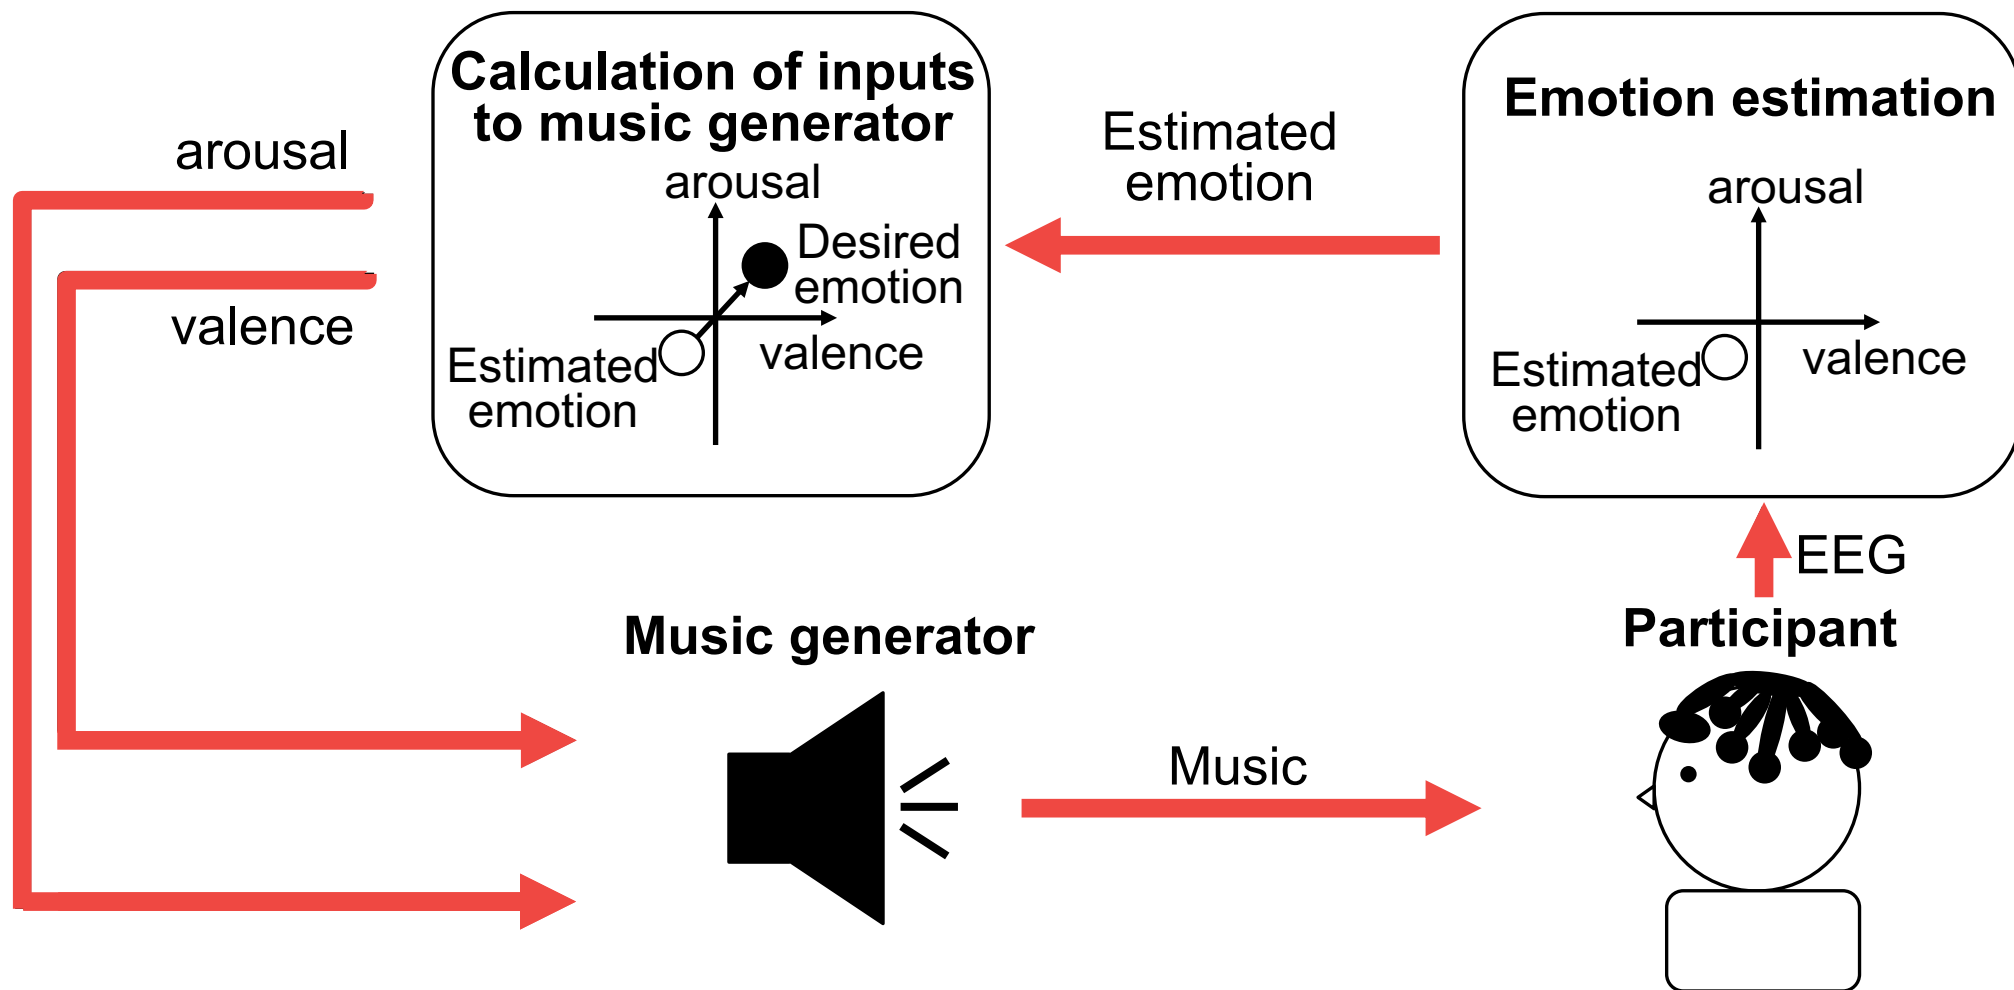 Calculation of inputs
to music generator
arousal
Desired
emotion
valence
Estimated
emotion
Estimated
emotion
Emotion estimation
arousal
valence
Estimated
emotion
arousal
valence
EEG
Participant
Music generator
Music